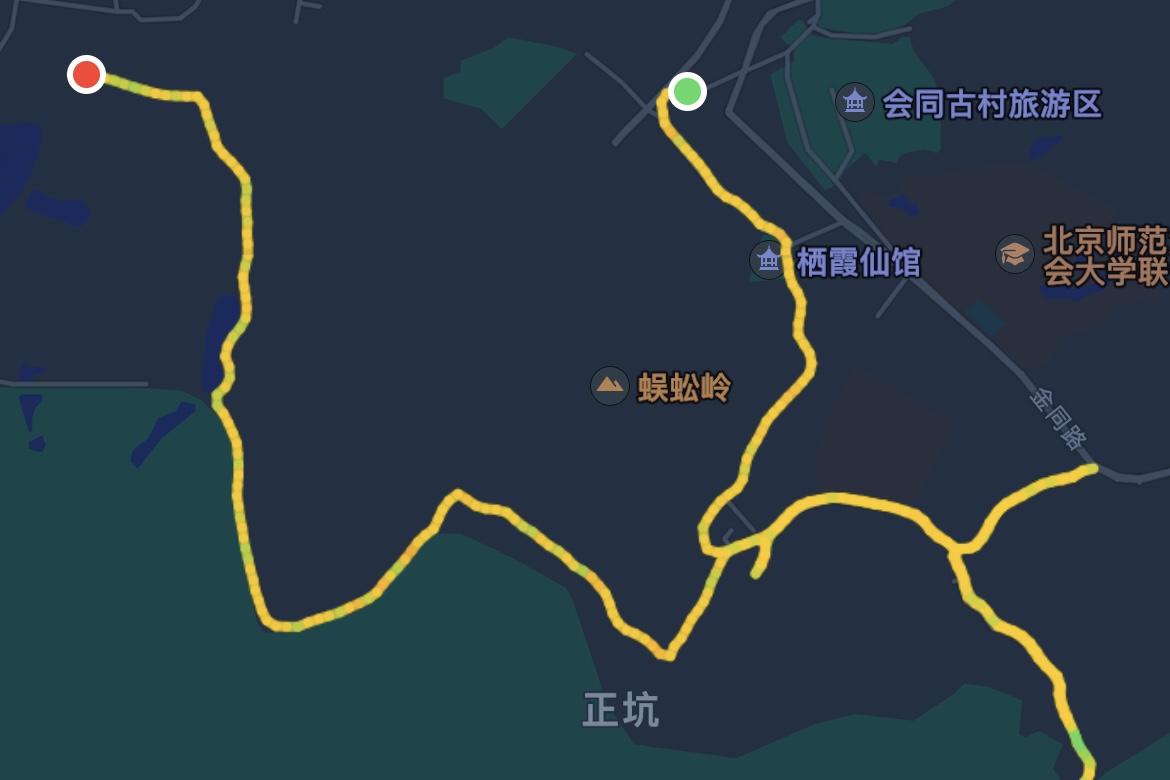 会同古村旅游区
北京师范
会大学联
栖霞仙馆
蜈蚣岭
金同路
正坑